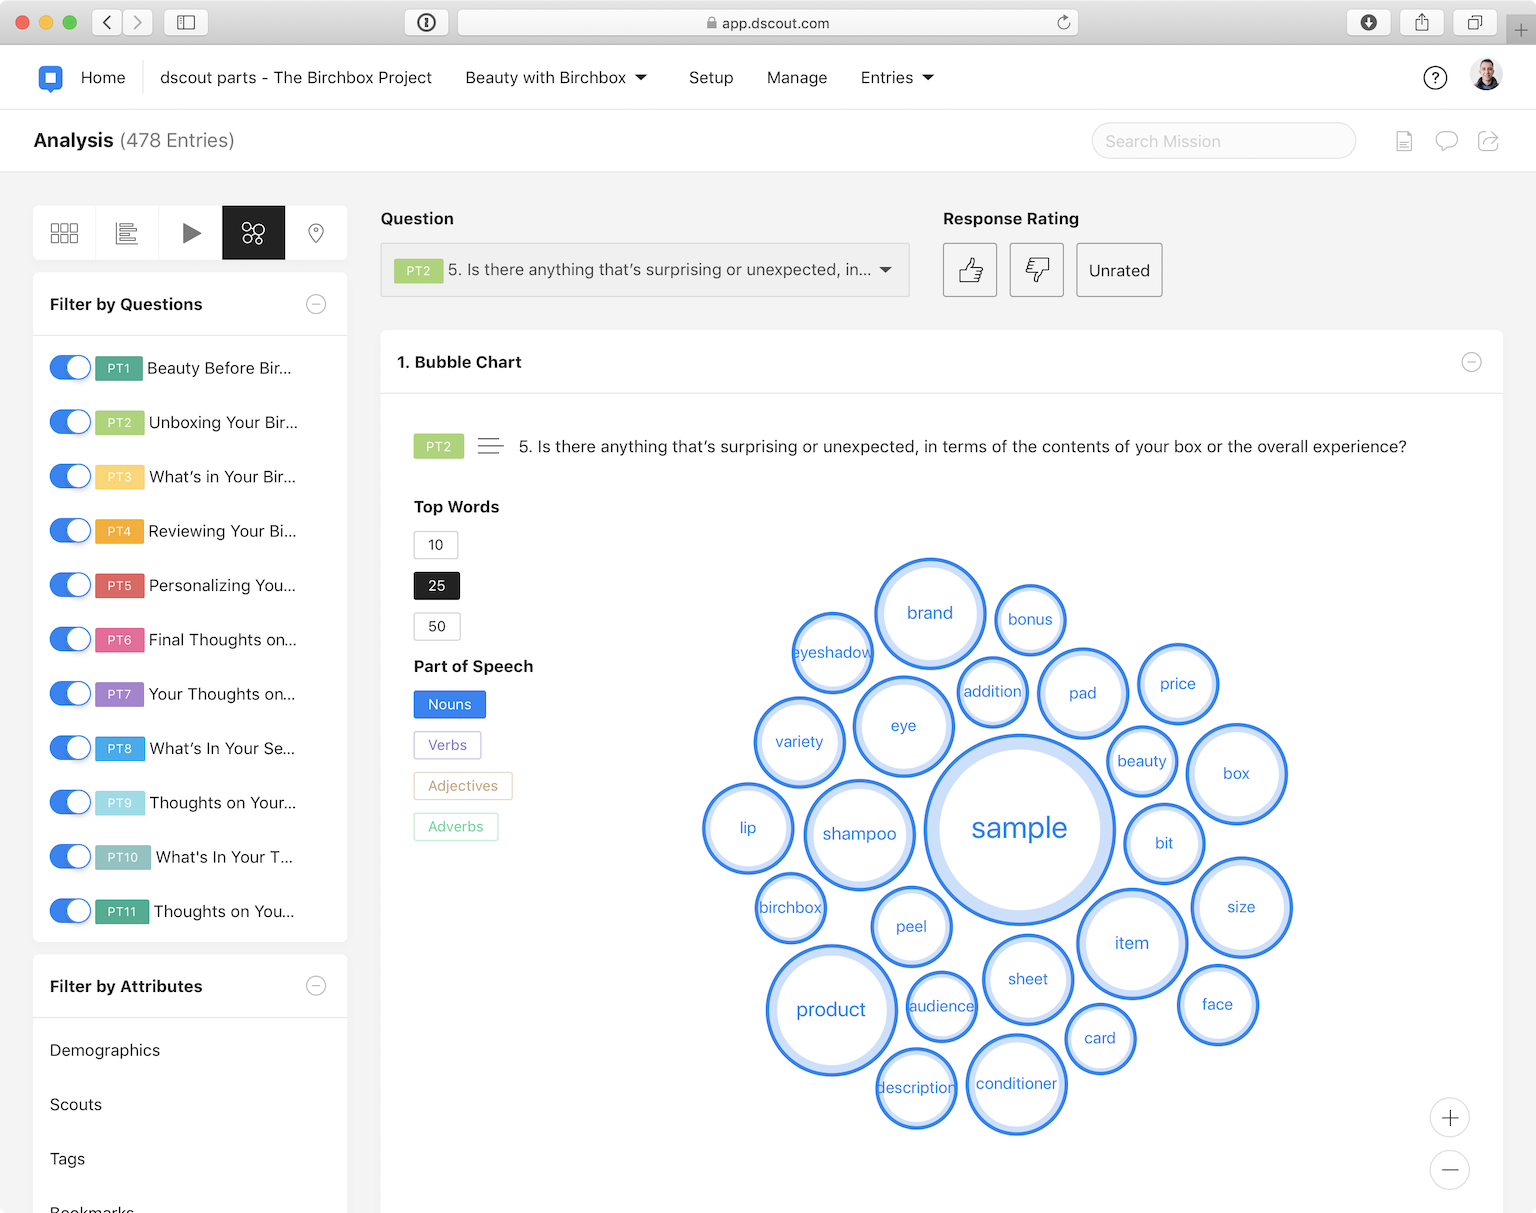 app.dscout.com
Home
dscout parts - The Birchbox Project
Beauty with Birchbox
Setup
Manage
Entries
?
Analysis (478 Entries)
Search Mission
Question
PT2 5. Is there anything that’s surprising or unexpected, in...
Response Rating
Unrated
Filter by Questions
PT1 Beauty Before Bir...
PT2 Unboxing Your Bir...
PT3 What’s in Your Bir...
PT4 Reviewing Your Bi...
PT5 Personalizing You...
PT6 Final Thoughts on...
PT7 Your Thoughts on...
PT8 What’s In Your Se...
PT9 Thoughts on Your...
PT10 What's In Your T...
PT11 Thoughts on You...
Filter by Attributes
Demographics
Scouts
Tags
Bookmarks
1. Bubble Chart
PT2 5. Is there anything that’s surprising or unexpected, in terms of the contents of your box or the overall experience?
Top Words
10
25
50
Part of Speech
Nouns
Verbs
Adjectives
Adverbs
brand
bonus
eyeshadow
addition
pad
price
eye
variety
beauty
box
lip
shampoo
sample
bit
birchbox
peel
item
size
sheet
product
audience
face
card
description
conditioner